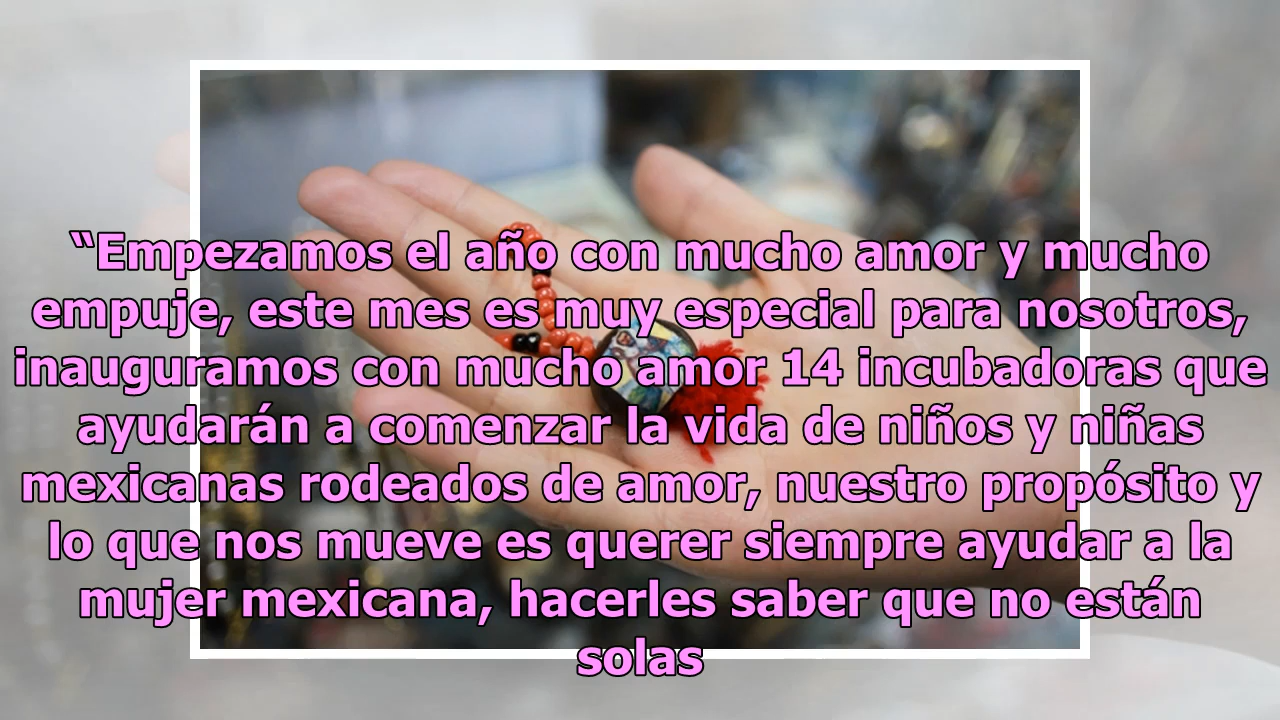 “Empezamos el año con mucho amor y mucho
empuje, este mes es muy especial para nosotros,
inauguramos con mucho amor 14 incubadoras que
ayudarán a comenzar la vida de niños y niñas
mexicanas rodeados de amor, nuestro propósito y
lo que nos mueve es querer siempre ayudar a la
mujer mexicana, hacerles saber que no están
solas